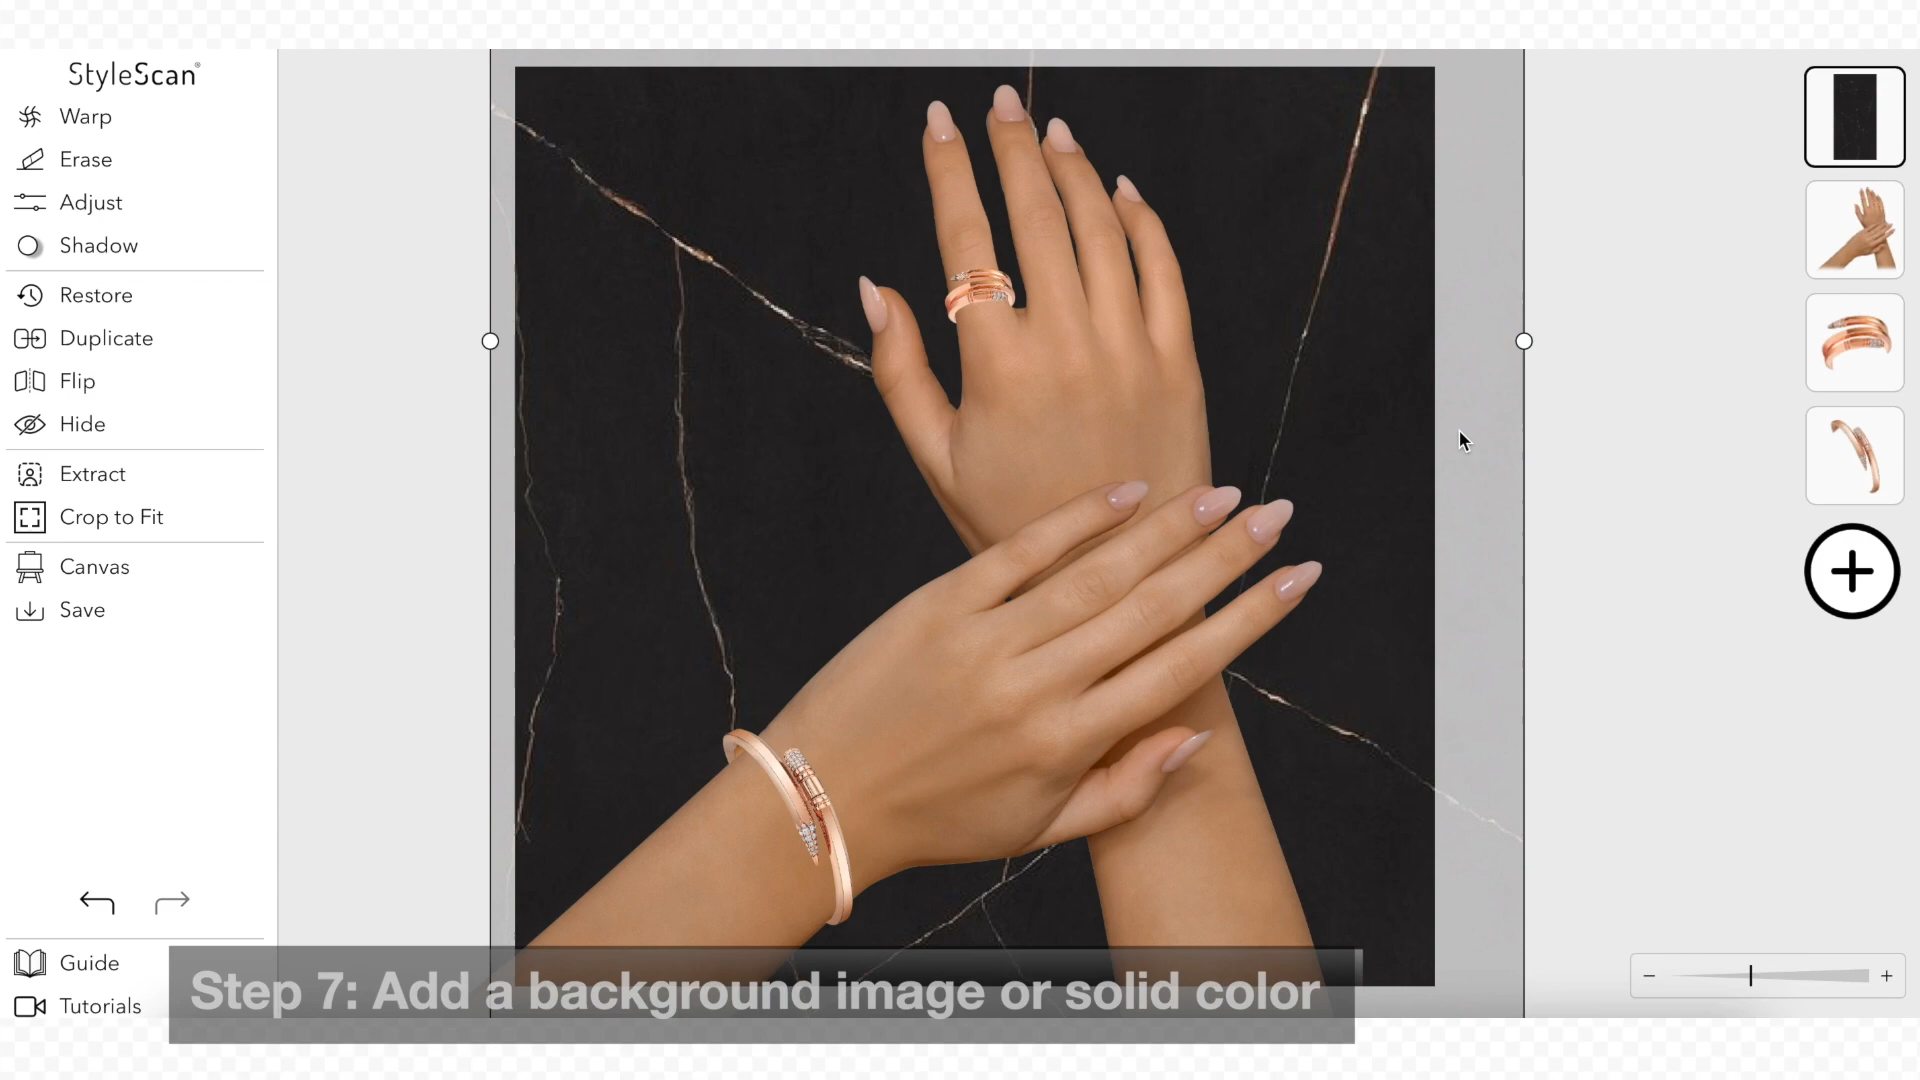 StyleScan®
Warp
Erase
Adjust
Shadow
Restore
Duplicate
Flip
Hide
Extract
Crop to Fit
Canvas
Save
Guide
Tutorials
Step 7: Add a background image or solid color